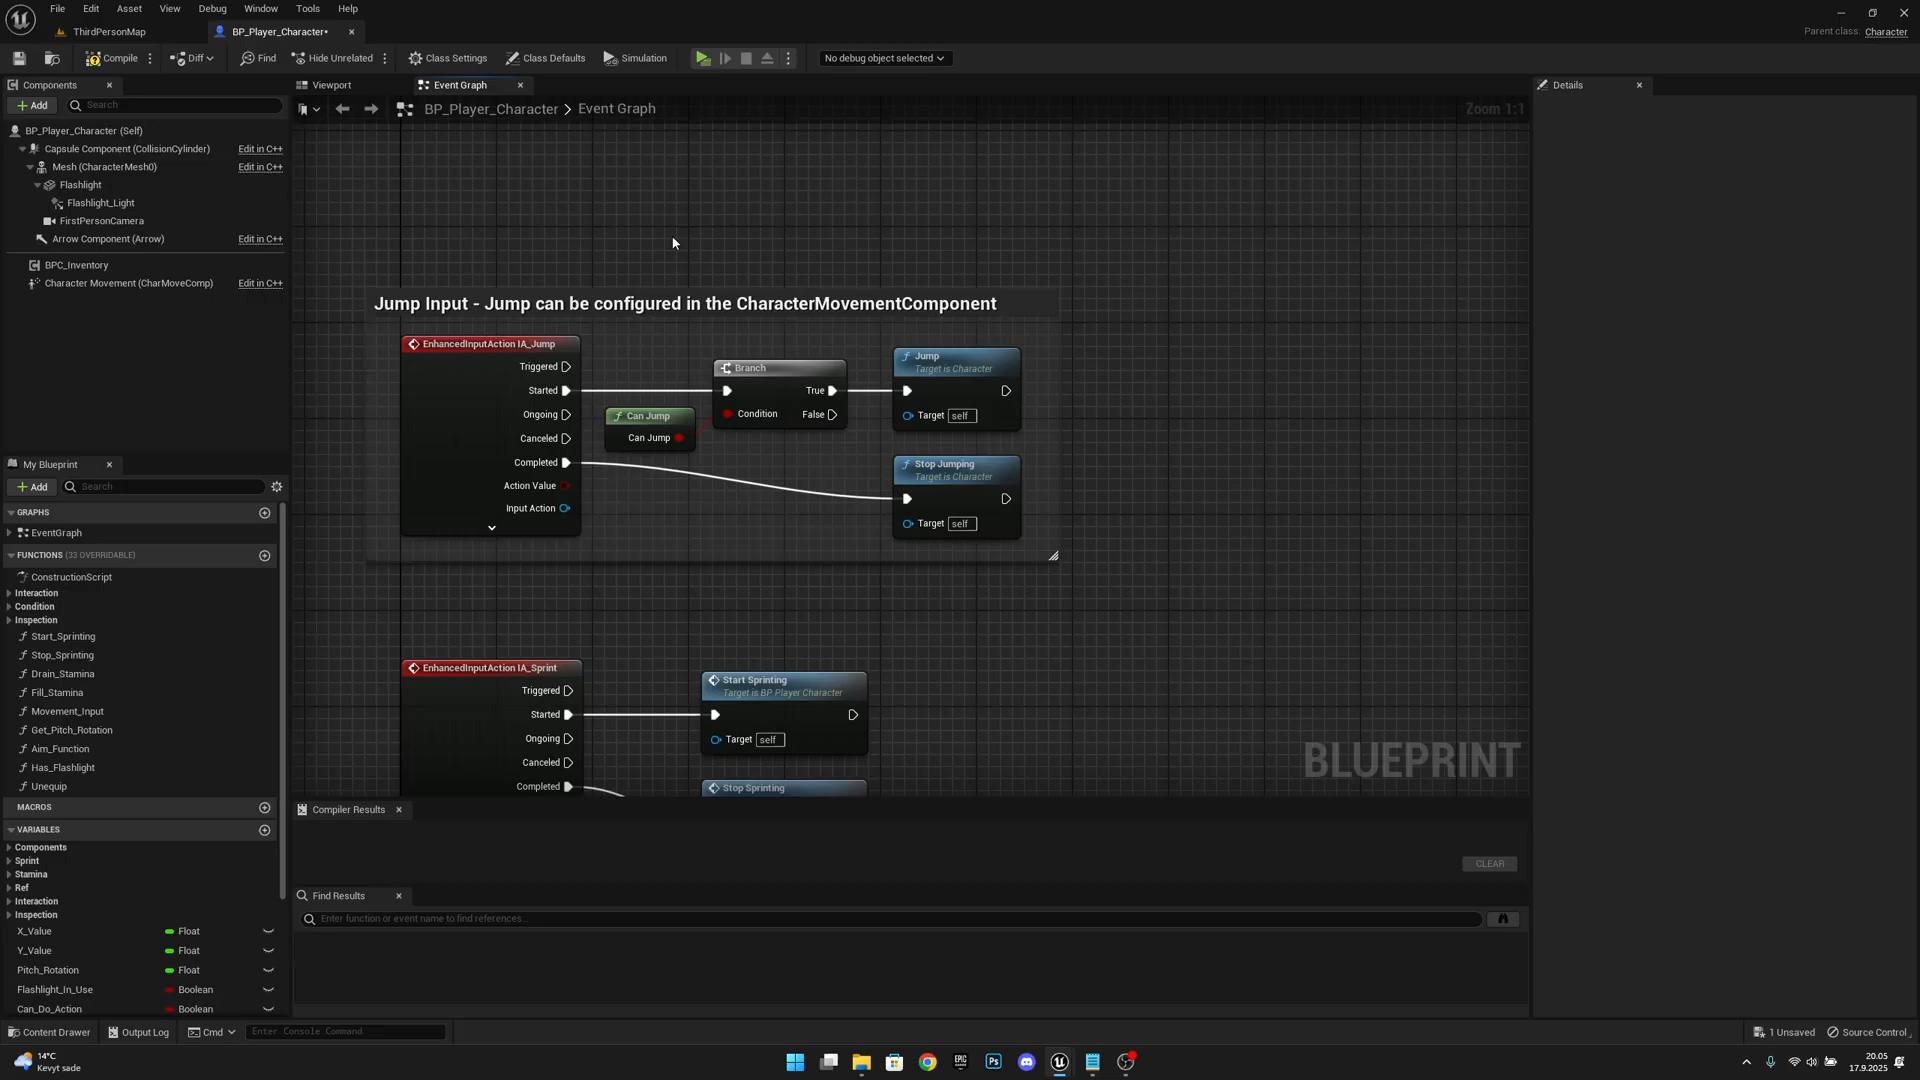 File Edit Asset View Debug Window Tools Help
ThirdPersonMap
BP_Player_Character•
Parent class: Character
Compile
Diff
Find
Hide Unrelated
Class Settings
Class Defaults
Simulation
No debug object selected
Components
Add
Search
BP_Player_Character (Self)
Capsule Component (CollisionCylinder) Edit in C++
Mesh (CharacterMesh0) Edit in C++
Flashlight
Flashlight_Light
FirstPersonCamera
Arrow Component (Arrow) Edit in C++
BPC_Inventory
Character Movement (CharMoveComp) Edit in C++
My Blueprint
Add
Search
GRAPHS
EventGraph
FUNCTIONS (33 OVERRIDABLE)
ConstructionScript
Interaction
Condition
Inspection
Start_Sprinting
Stop_Sprinting
Drain_Stamina
Fill_Stamina
Movement_Input
Get_Pitch_Rotation
Aim_Function
Has_Flashlight
Unequip
MACROS
VARIABLES
Components
Sprint
Stamina
Ref
Interaction
Inspection
X_Value Float
Y_Value Float
Pitch_Rotation Float
Flashlight_In_Use Boolean
Can_Do_Action Boolean
Viewport
Event Graph
BP_Player_Character > Event Graph
Zoom 1:1
Jump Input - Jump can be configured in the CharacterMovementComponent
EnhancedInputAction IA_Jump
Triggered
Started
Ongoing
Canceled
Completed
Action Value
Input Action
Can Jump
Can Jump
Branch
True
Condition False
Jump
Target is Character
Target self
Stop Jumping
Target is Character
Target self
EnhancedInputAction IA_Sprint
Triggered
Started
Ongoing
Canceled
Completed
Start Sprinting
Target is BP Player Character
Target self
Stop Sprinting
BLUEPRINT
Compiler Results
CLEAR
Find Results
Enter function or event name to find references...
Details
Content Drawer
Output Log
Cmd
Enter Console Command
1 Unsaved
Source Control
14°C
Kevyt sade
Ps
20.05
17.9.2025